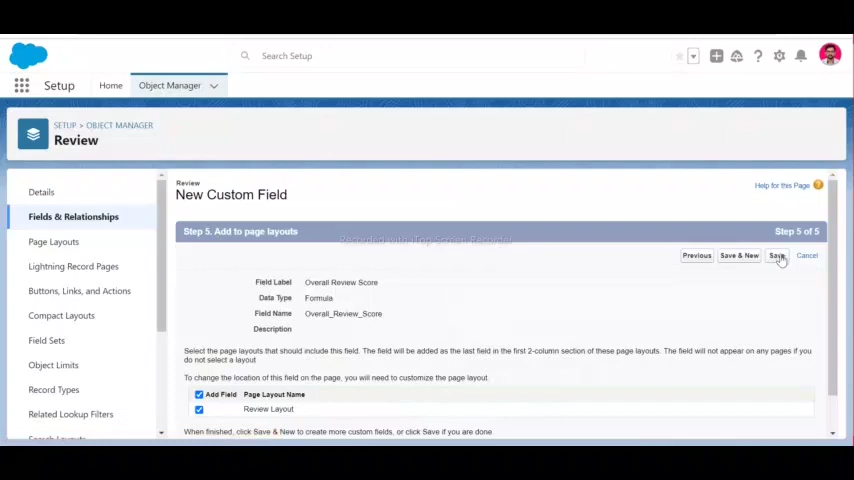 Search Setup
Setup
Home
Object Manager
SETUP > OBJECT MANAGER
Review
Details
Fields & Relationships
Page Layouts
Lightning Record Pages
Buttons, Links, and Actions
Compact Layouts
Field Sets
Object Limits
Record Types
Related Lookup Filters
Search Layouts
Review
New Custom Field
Help for this Page
Step 5. Add to page layouts
Step 5 of 5
Recorded with iTop Screen Recorder
Previous
Save & New
Save
Cancel
Field Label Overall Review Score
Data Type Formula
Field Name Overall_Review_Score
Description
Select the page layouts that should include this field. The field will be added as the last field in the first 2-column section of these page layouts. The field will not appear on any pages if you
do not select a layout
To change the location of this field on the page, you will need to customize the page layout
Add Field Page Layout Name
Review Layout
When finished, click Save & New to create more custom fields, or click Save if you are done